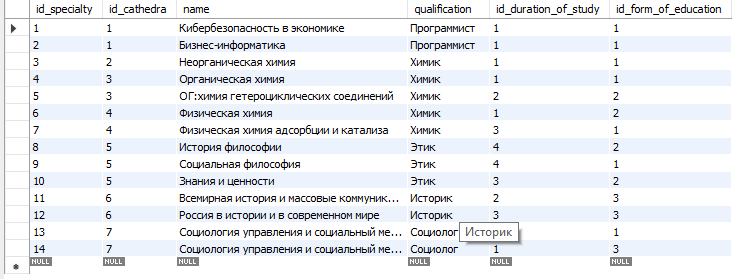 id_specialty id_cathedra name qualification id_duration_of_study id_form_of_education
1 1 Кибербезопасность в экономике Программист 1 1
2 1 Бизнес-информатика Программист 1 1
3 2 Неорганическая химия Химик 1 1
4 3 Органическая химия Химик 1 1
5 3 ОГ:химия гетероциклических соединений Химик 2 2
6 4 Физическая химия Химик 1 2
7 4 Физическая химия адсорбции и катализа Химик 3 1
8 5 История философии Этик 4 2
9 5 Социальная философия Этик 4 1
10 5 Знания и ценности Этик 3 2
11 6 Всемирная история и массовые коммуник... Историк 2 3
12 6 Россия в истории и в современном мире Историк 3 3
13 7 Социология управления и социальный ме... Социолог Историк 1
14 7 Социология управления и социальный ме... Социолог 1 3
NULL NULL NULL NULL NULL NULL